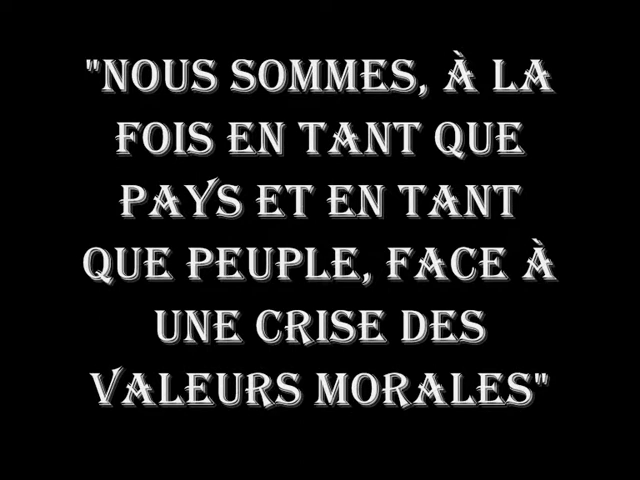 "NOUS SOMMES, À LA
FOIS EN TANT QUE
PAYS ET EN TANT
QUE PEUPLE, FACE À
UNE CRISE DES
VALEURS MORALES"